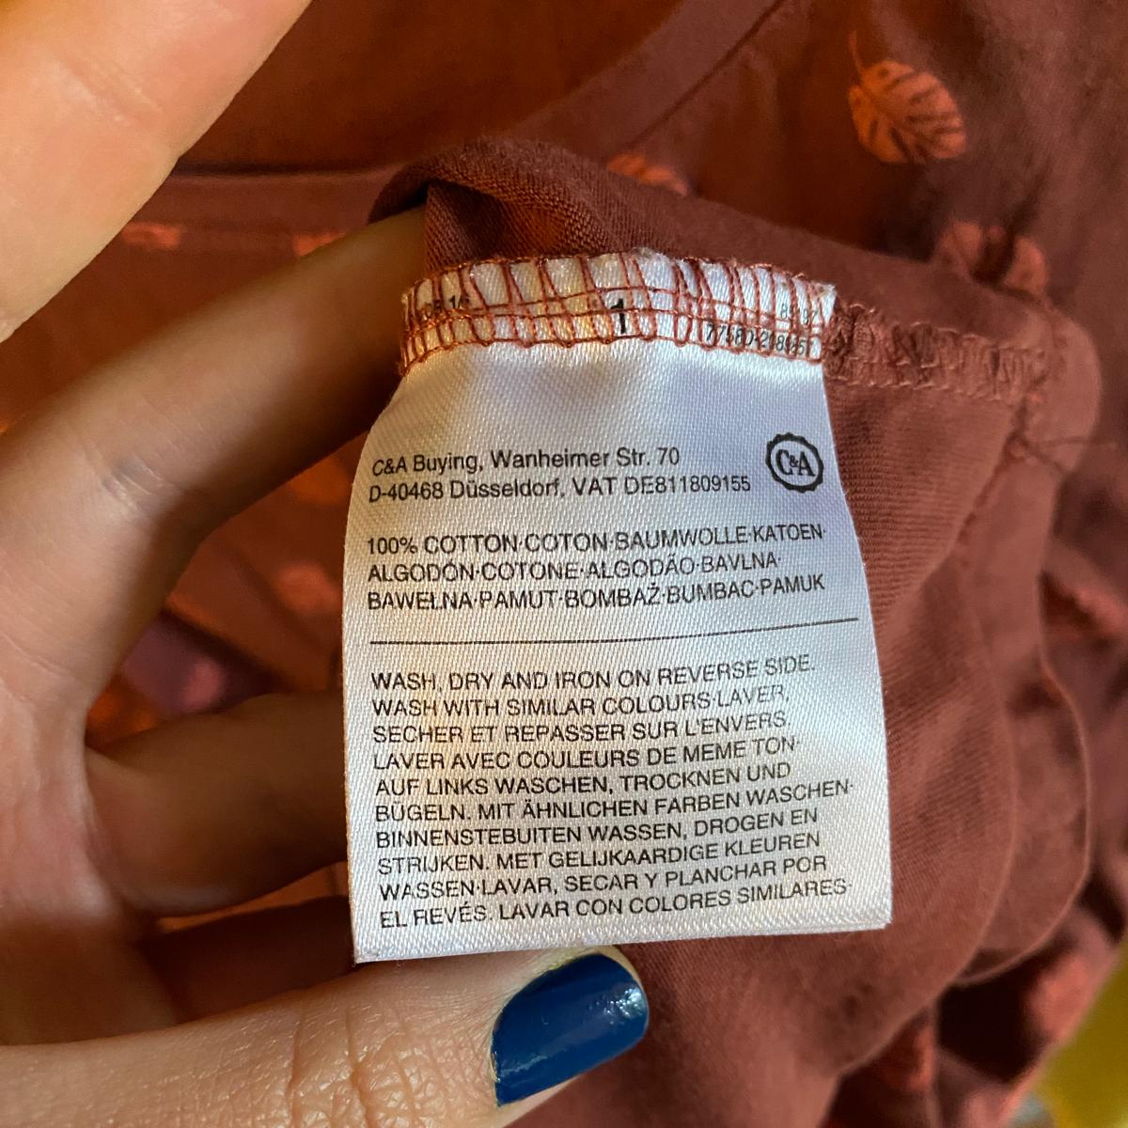 1
C&A Buying, Wanheimer Str. 70
D-40468 Düsseldorf, VAT DE811809155
C&A
100% COTTON·COTON·BAUMWOLLE·KATOEN·
ALGODÓN·COTONE·ALGODÃO·BAVLNA·
BAWEŁNA·PAMUT·BOMBAŽ·BUMBAC·PAMUK
WASH, DRY AND IRON ON REVERSE SIDE.
WASH WITH SIMILAR COLOURS·LAVER,
SECHER ET REPASSER SUR L'ENVERS.
LAVER AVEC COULEURS DE MEME TON·
AUF LINKS WASCHEN, TROCKNEN UND
BÜGELN. MIT ÄHNLICHEN FARBEN WASCHEN·
BINNENSTEBUITEN WASSEN, DROGEN EN
STRIJKEN. MET GELIJKAARDIGE KLEUREN
WASSEN·LAVAR, SECAR Y PLANCHAR POR
EL REVÉS. LAVAR CON COLORES SIMILARES·